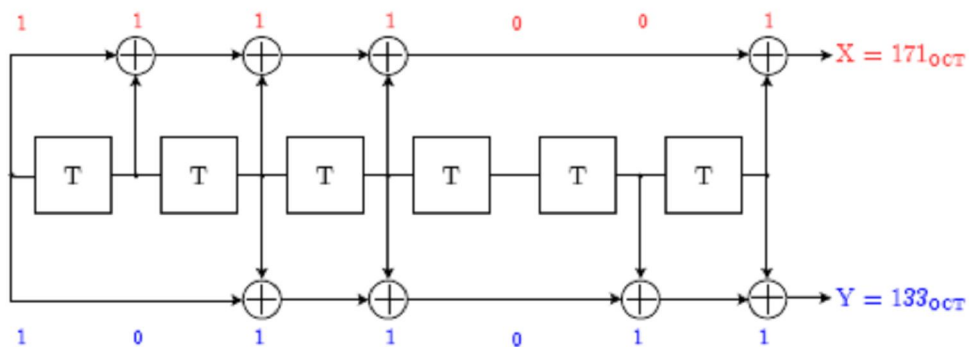 1 1 1 1 0 0 1
X = 171OCT
T T T T T T
Y = 133OCT
1 0 1 1 0 1 1